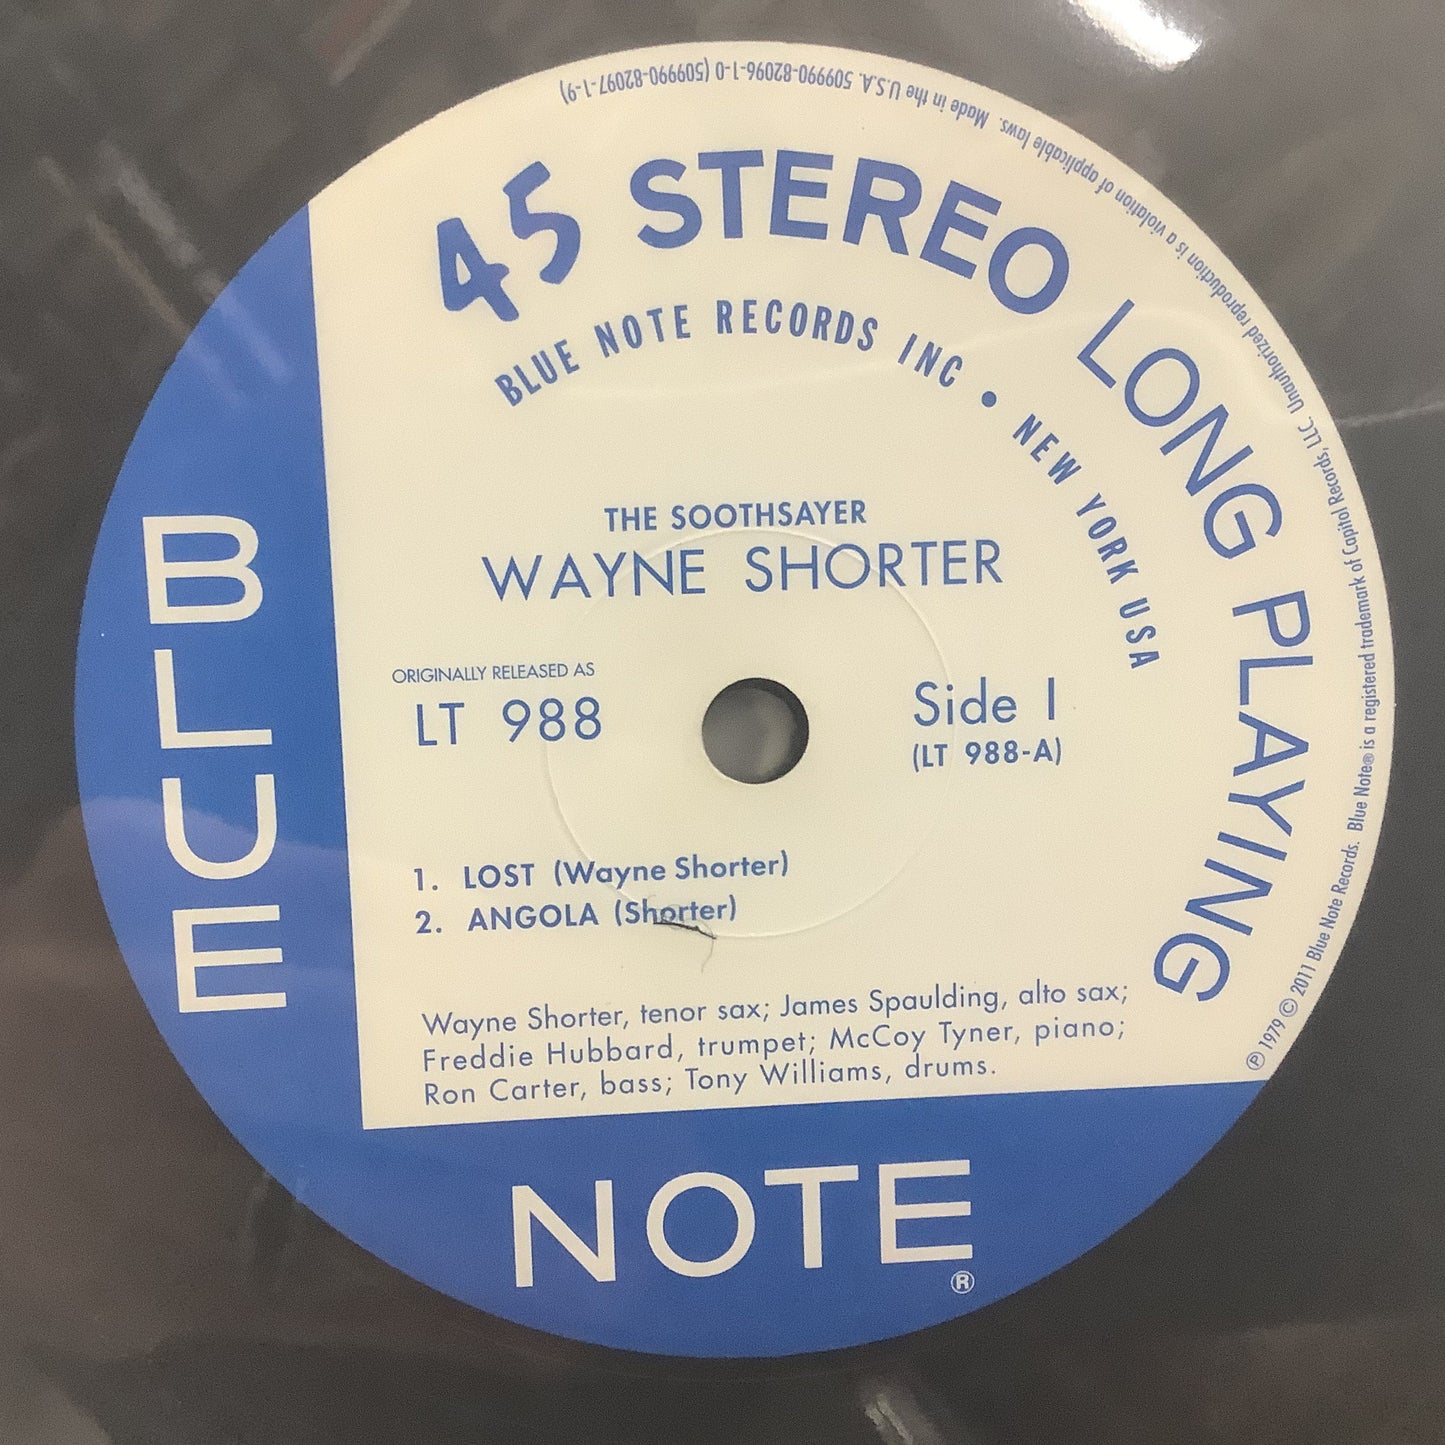 45 STEREO LONG PLAYING
BLUE NOTE RECORDS INC • NEW YORK USA
THE SOOTHSAYER
WAYNE SHORTER
ORIGINALLY RELEASED AS
LT 988
Side 1
(LT 988-A)
1. LOST (Wayne Shorter)
2. ANGOLA (Shorter)
Wayne Shorter, tenor sax; James Spaulding, alto sax;
Freddie Hubbard, trumpet; McCoy Tyner, piano;
Ron Carter, bass; Tony Williams, drums.
BLUE
NOTE®
℗ 1979 © 2011 Blue Note Records. Blue Note® is a registered trademark of Capitol Records, LLC. Unauthorized reproduction is a violation of applicable laws. Made in the U.S.A. 509990-82096-1-0 (509990-82097-1-9)